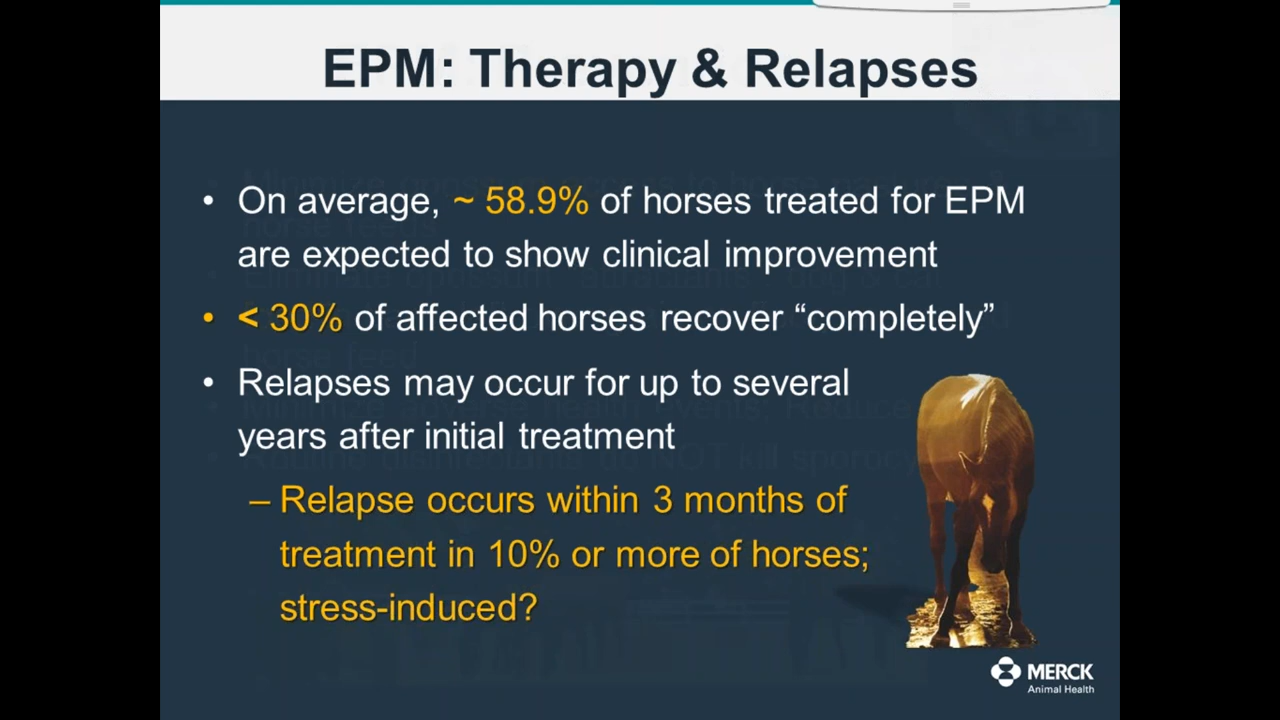 EPM: Therapy & Relapses
• On average, ~ 58.9% of horses treated for EPM
are expected to show clinical improvement
• < 30% of affected horses recover “completely”
• Relapses may occur for up to several
years after initial treatment
– Relapse occurs within 3 months of
treatment in 10% or more of horses;
stress-induced?
MERCK
Animal Health